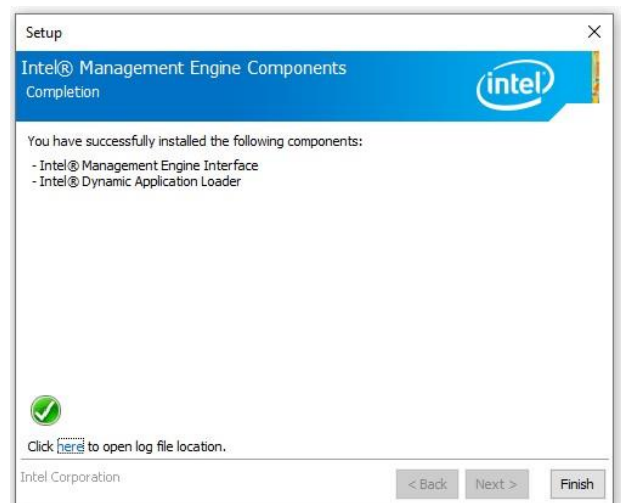 Setup
Intel® Management Engine Components
Completion
intel
You have successfully installed the following components:
- Intel® Management Engine Interface
- Intel® Dynamic Application Loader
Click here to open log file location.
Intel Corporation
< Back Next > Finish